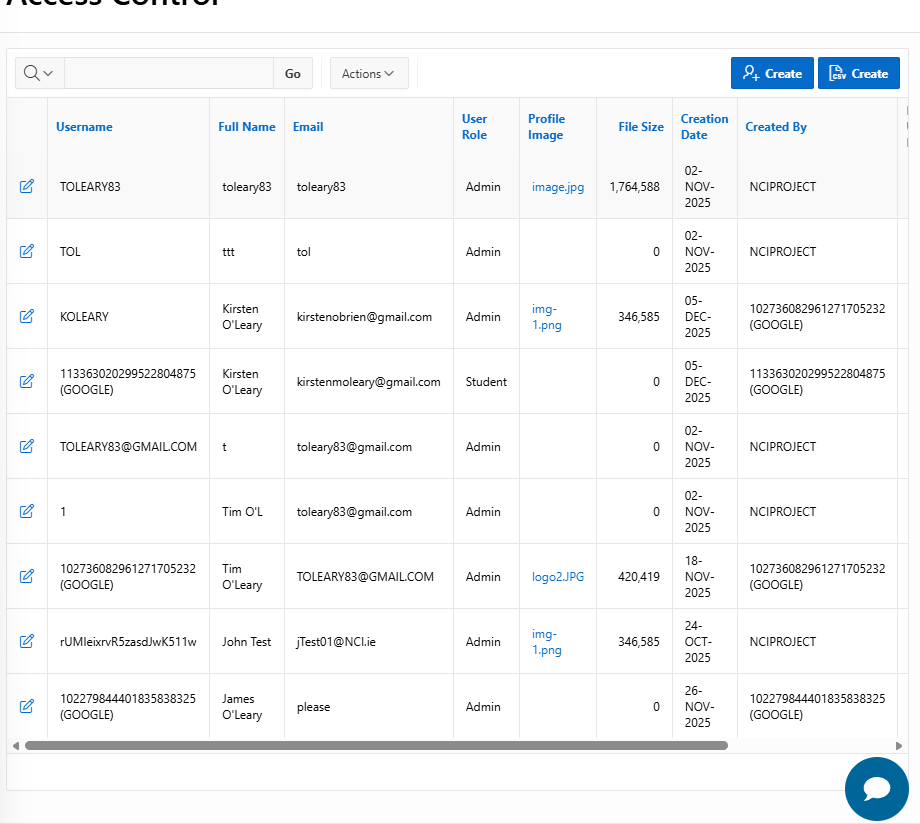 Access Control
Go
Actions
Create
CSV Create
Username Full Name Email User Role Profile Image File Size Creation Date Created By
TOLEARY83 toleary83 toleary83 Admin image.jpg 1,764,588 02-NOV-2025 NCIPROJECT
TOL ttt tol Admin 0 02-NOV-2025 NCIPROJECT
KOLEARY Kirsten O'Leary kirstenobrien@gmail.com Admin img-1.png 346,585 05-DEC-2025 102736082961271705232 (GOOGLE)
113363020299522804875 (GOOGLE) Kirsten O'Leary kirstenmoleary@gmail.com Student 0 05-DEC-2025 113363020299522804875 (GOOGLE)
TOLEARY83@GMAIL.COM t toleary83@gmail.com Admin 0 02-NOV-2025 NCIPROJECT
1 Tim O'L toleary83@gmail.com Admin 0 02-NOV-2025 NCIPROJECT
102736082961271705232 (GOOGLE) Tim O'Leary TOLEARY83@GMAIL.COM Admin logo2.JPG 420,419 18-NOV-2025 102736082961271705232 (GOOGLE)
rUMIeixrvR5zasdJwK511w John Test jTest01@NCI.ie Admin img-1.png 346,585 24-OCT-2025 NCIPROJECT
102279844401835838325 (GOOGLE) James O'Leary please Admin 0 26-NOV-2025 102279844401835838325 (GOOGLE)